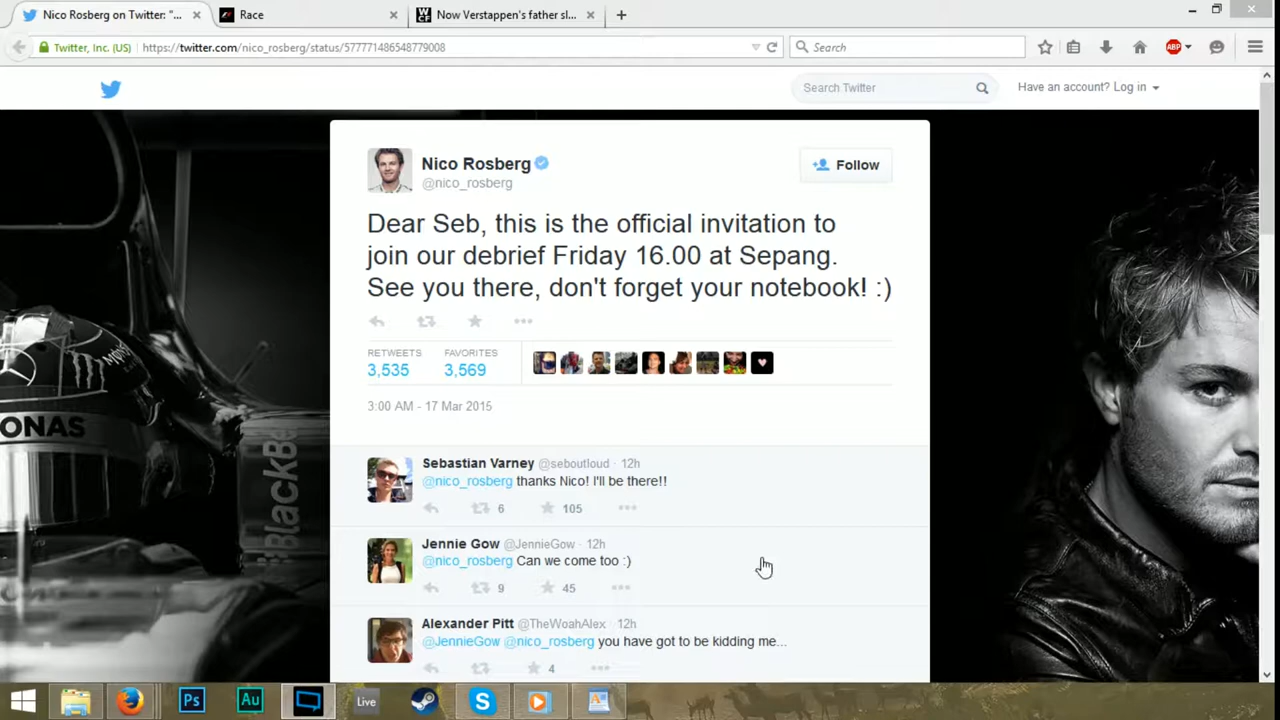 Nico Rosberg on Twitter: "...
Race
Now Verstappen's father sl...
Twitter, Inc. (US)
https://twitter.com/nico_rosberg/status/577771486548779008
Search
ABP
Search Twitter
Have an account? Log in
Nico Rosberg
@nico_rosberg
Follow
Dear Seb, this is the official invitation to
join our debrief Friday 16.00 at Sepang.
See you there, don't forget your notebook! :)
RETWEETS
FAVORITES
3,535
3,569
3:00 AM - 17 Mar 2015
Sebastian Varney @seboutloud · 12h
@nico_rosberg thanks Nico! I'll be there!!
6
105
Jennie Gow @JennieGow · 12h
@nico_rosberg Can we come too :)
9
45
Alexander Pitt @TheWoahAlex · 12h
@JennieGow @nico_rosberg you have got to be kidding me...
4
RONAS
BlackBe
Ps
Au
Live